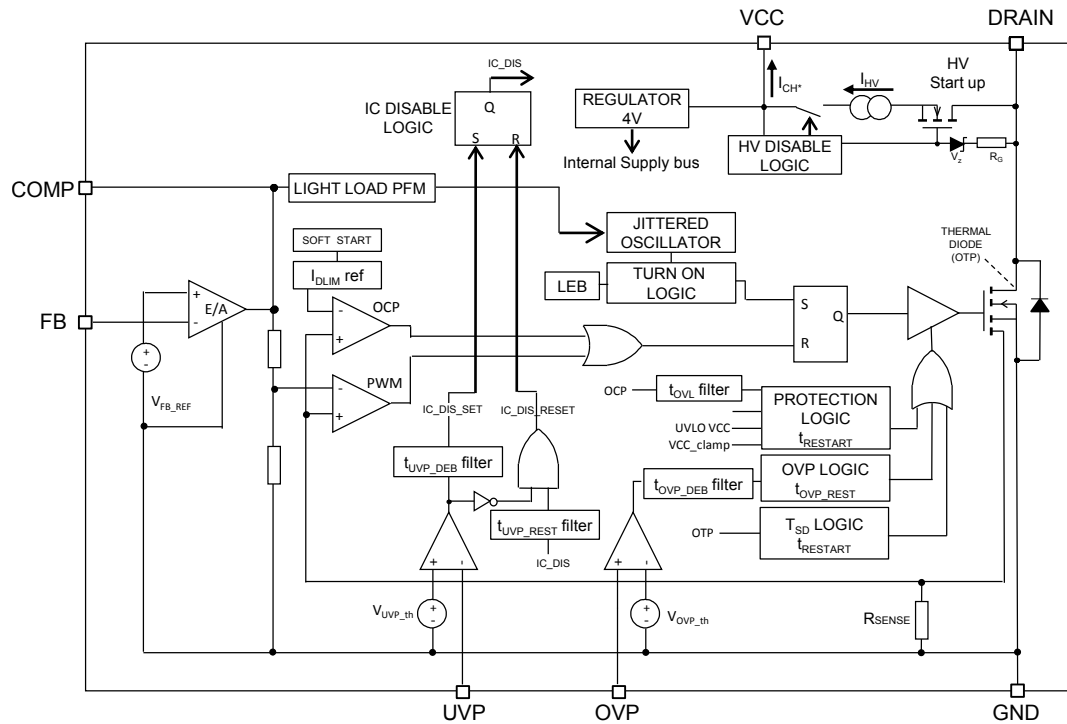 VCC
DRAIN
IC_DIS
HV
Start up
I_HV
I_CH*
IC DISABLE
LOGIC
Q
S
R
REGULATOR
4V
HV DISABLE
LOGIC
V_Z
R_G
Internal Supply bus
COMP
LIGHT LOAD PFM
JITTERED
OSCILLATOR
THERMAL
DIODE
(OTP)
SOFT START
I_DLIM ref
LEB
TURN ON
LOGIC
FB
+
E/A
-
-
OCP
+
S
Q
R
+
-
V_FB_REF
PWM
-
+
OCP
t_OVL filter
PROTECTION
LOGIC
t_RESTART
UVLO VCC
VCC_clamp
IC_DIS_SET
IC_DIS_RESET
t_UVP_DEB filter
t_OVP_DEB filter
OVP LOGIC
t_OVP_REST
t_UVP_REST filter
OTP
T_SD LOGIC
t_RESTART
IC_DIS
+ -
+ -
V_UVP_th
+
-
+
-
V_OVP_th
R_SENSE
UVP
OVP
GND